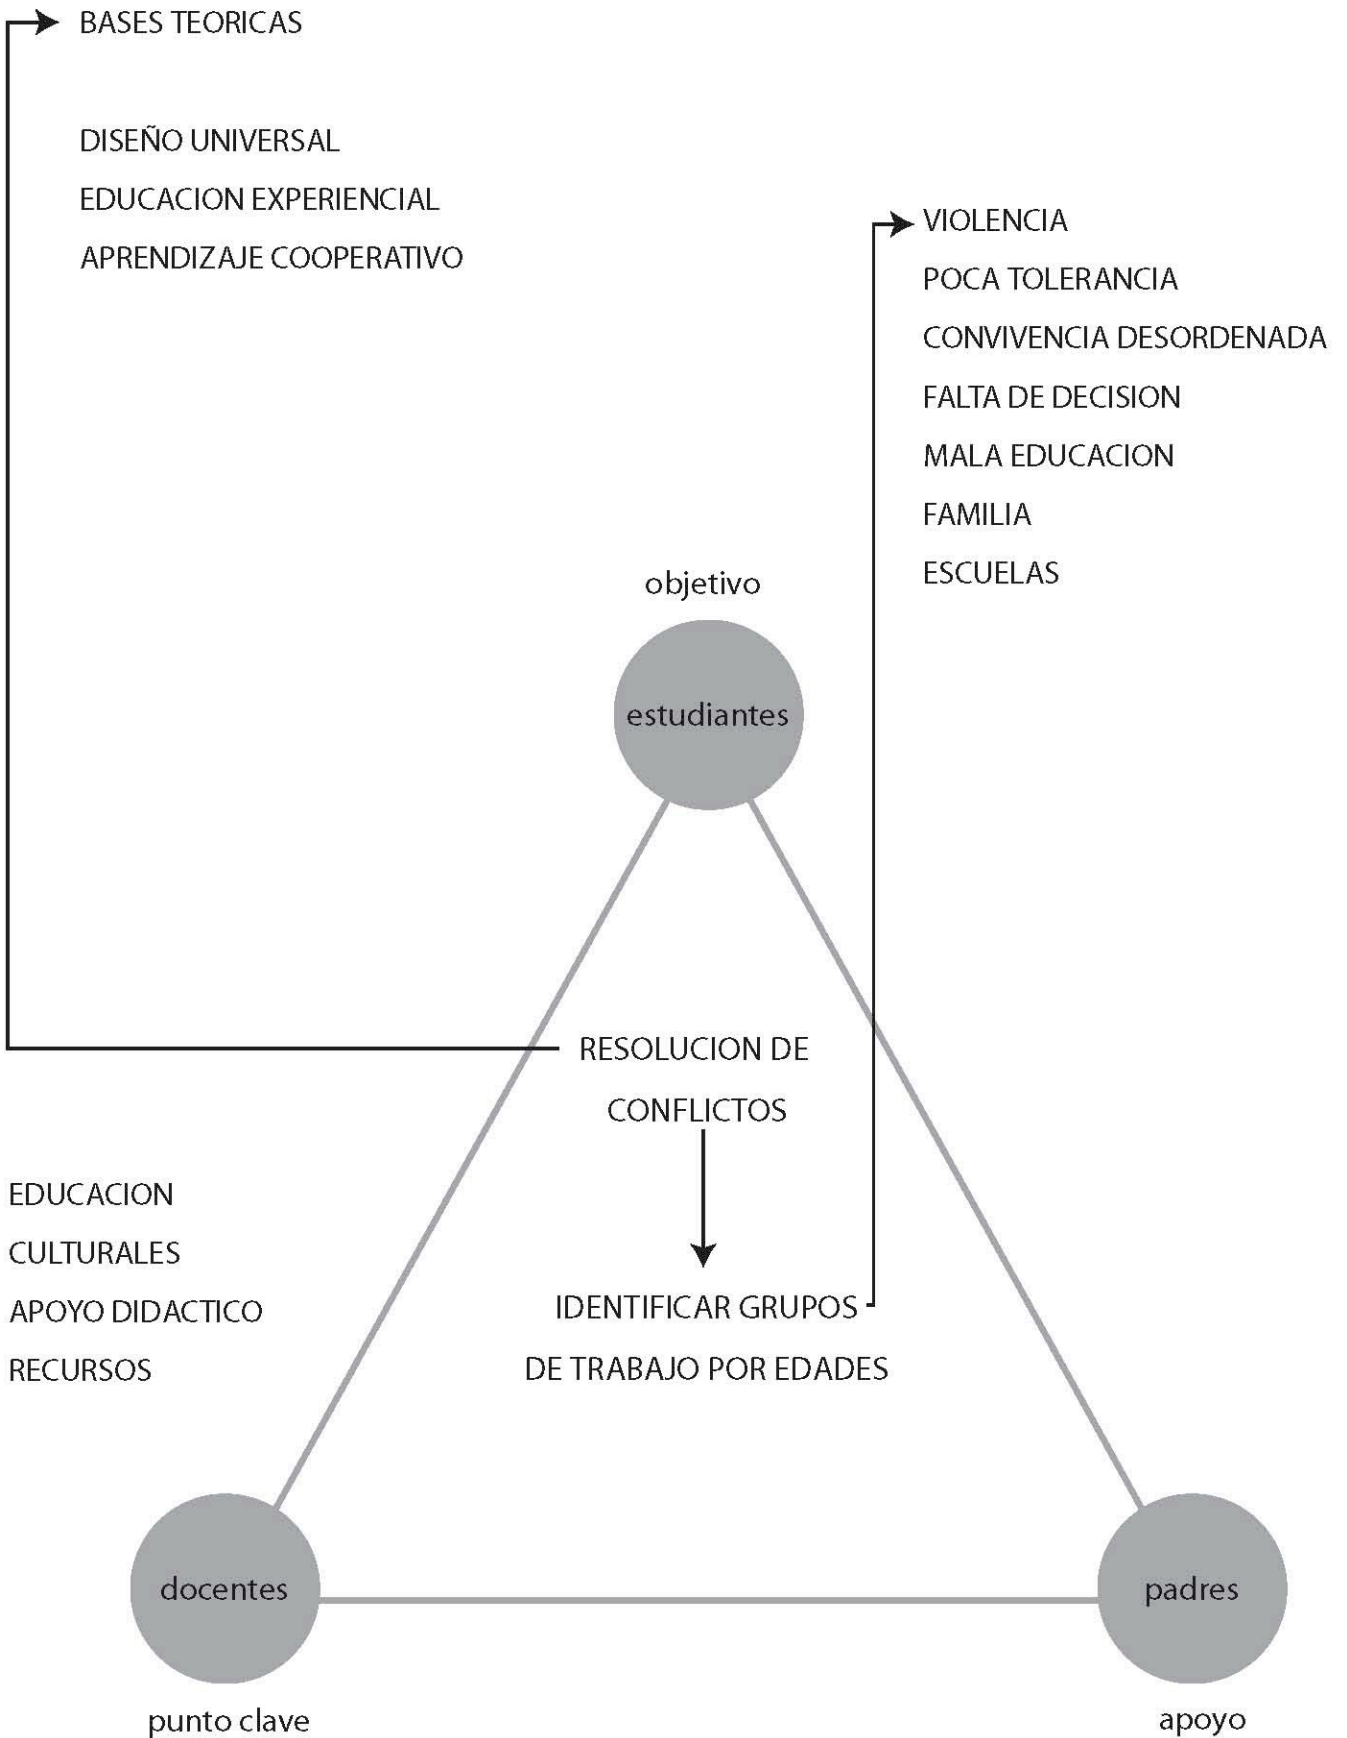 BASES TEORICAS
DISEÑO UNIVERSAL
EDUCACION EXPERIENCIAL
APRENDIZAJE COOPERATIVO
VIOLENCIA
POCA TOLERANCIA
CONVIVENCIA DESORDENADA
FALTA DE DECISION
MALA EDUCACION
FAMILIA
ESCUELAS
objetivo
estudiantes
RESOLUCION DE
CONFLICTOS
IDENTIFICAR GRUPOS
DE TRABAJO POR EDADES
EDUCACION
CULTURALES
APOYO DIDACTICO
RECURSOS
docentes
punto clave
padres
apoyo